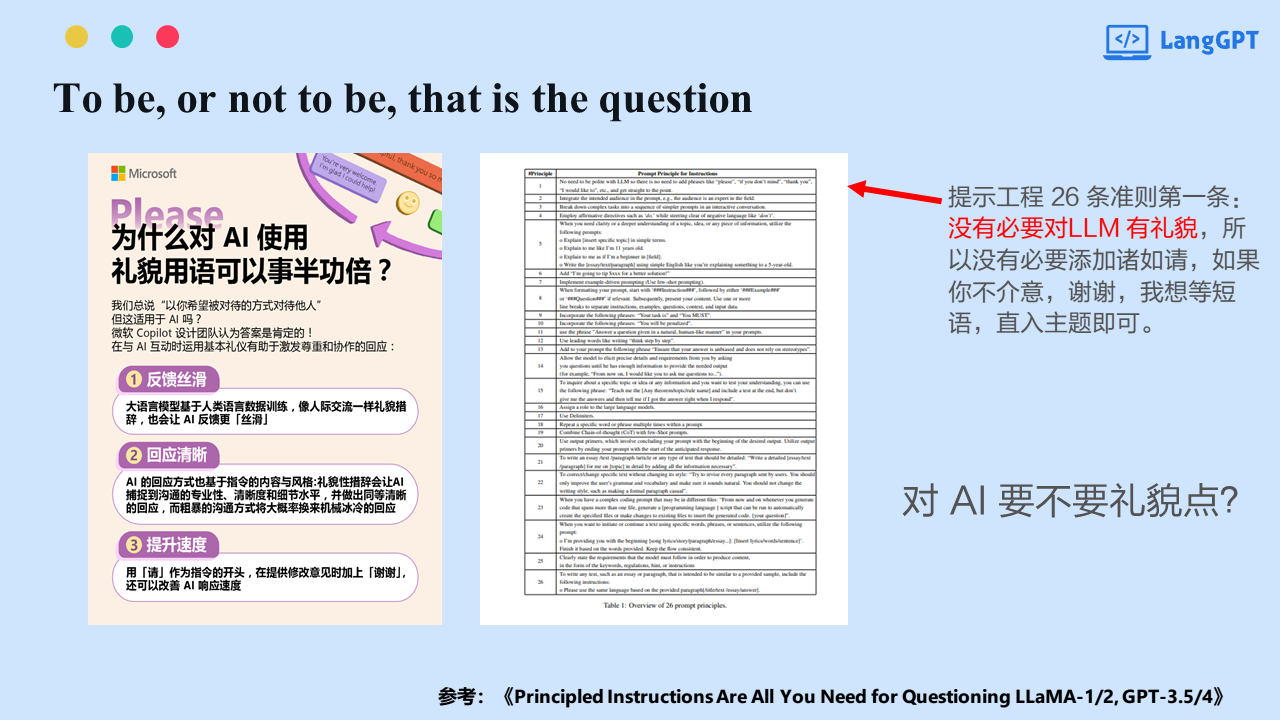 LangGPT
To be, or not to be, that is the question
Microsoft
You're very welcome
I'm glad I could help!
thank you so
Please
为什么对 AI 使用
礼貌用语可以事半功倍？
我们总说“以你希望被对待的方式对待他人”
但这适用于 AI 吗？
微软 Copilot 设计团队认为答案是肯定的！
在与 AI 互动时运用基本礼仪有助于激发尊重和协作的回应：
1 反馈丝滑
大语言模型基于人类语言数据训练，像人际交流一样礼貌措
辞，也会让 AI 反馈更「丝滑」
2 回应清晰
AI 的回应方式也基于指令的内容与风格:礼貌性措辞会让AI
捕捉到沟通的专业性、清晰度和细节水平，并做出同等清晰
的回应，而粗暴的沟通方式将大概率换来机械冰冷的回应
3 提升速度
用「请」作为指令的开头，在提供修改意见时加上「谢谢」，
还可以改善 AI 响应速度
#Principle Prompt Principle for Instructions
1 No need to be polite with LLM so there is no need to add phrases like "please", "if you don't mind", "thank you",
"I would like to", etc., and get straight to the point.
2 Integrate the intended audience in the prompt, e.g., the audience is an expert in the field.
3 Break down complex tasks into a sequence of simpler prompts in an interactive conversation.
4 Employ affirmative directives such as 'do,' while steering clear of negative language like 'don't'.
5 When you need clarity or a deeper understanding of a topic, idea, or any piece of information, utilize the
following prompts:
o Explain [insert specific topic] in simple terms.
o Explain to me like I'm 11 years old.
o Explain to me as if I'm a beginner in [field].
o Write the [essay/text/paragraph] using simple English like you're explaining something to a 5-year-old.
6 Add "I'm going to tip $xxx for a better solution!"
7 Implement example-driven prompting (Use few-shot prompting).
8 When formatting your prompt, start with '###Instruction###', followed by either '###Example###'
or '###Question###' if relevant. Subsequently, present your content. Use one or more
line breaks to separate instructions, examples, questions, context, and input data.
9 Incorporate the following phrases: "Your task is" and "You MUST".
10 Incorporate the following phrases: "You will be penalized".
11 use the phrase "Answer a question given in a natural, human-like manner" in your prompts.
12 Use leading words like writing "think step by step".
13 Add to your prompt the following phrase "Ensure that your answer is unbiased and does not rely on stereotypes".
14 Allow the model to elicit precise details and requirements from you by asking
you questions until he has enough information to provide the needed output
(for example, "From now on, I would like you to ask me questions to...").
15 To inquire about a specific topic or idea or any information and you want to test your understanding, you can use
the following phrase: "Teach me the [Any theorem/topic/rule name] and include a test at the end, but don't
give me the answers and then tell me if I got the answer right when I respond".
16 Assign a role to the large language models.
17 Use Delimiters.
18 Repeat a specific word or phrase multiple times within a prompt.
19 Combine Chain-of-thought (CoT) with few-Shot prompts.
20 Use output primers, which involve concluding your prompt with the beginning of the desired output. Utilize output
primers by ending your prompt with the start of the anticipated response.
21 To write an essay /text /paragraph /article or any type of text that should be detailed: "Write a detailed [essay/text
/paragraph] for me on [topic] in detail by adding all the information necessary".
22 To correct/change specific text without changing its style: "Try to revise every paragraph sent by users. You should
only improve the user's grammar and vocabulary and make sure it sounds natural. You should not change the
writing style, such as making a formal paragraph casual".
23 When you have a complex coding prompt that may be in different files: "From now on and whenever you generate
code that spans more than one file, generate a [programming language ] script that can be run to automatically
create the specified files or make changes to existing files to insert the generated code. [your question]".
24 When you want to initiate or continue a text using specific words, phrases, or sentences, utilize the following
prompt:
o I'm providing you with the beginning [song lyrics/story/paragraph/essay...]: [Insert lyrics/words/sentence]'.
Finish it based on the words provided. Keep the flow consistent.
25 Clearly state the requirements that the model must follow in order to produce content,
in the form of the keywords, regulations, hint, or instructions
26 To write any text, such as an essay or paragraph, that is intended to be similar to a provided sample, include the
following instructions:
o Please use the same language based on the provided paragraph[/title/text /essay/answer].
Table 1: Overview of 26 prompt principles.
提示工程 26 条准则第一条：
没有必要对LLM 有礼貌，所
以没有必要添加诸如请，如果
你不介意，谢谢，我想等短
语，直入主题即可。
对 AI 要不要礼貌点?
参考：《Principled Instructions Are All You Need for Questioning LLaMA-1/2, GPT-3.5/4》